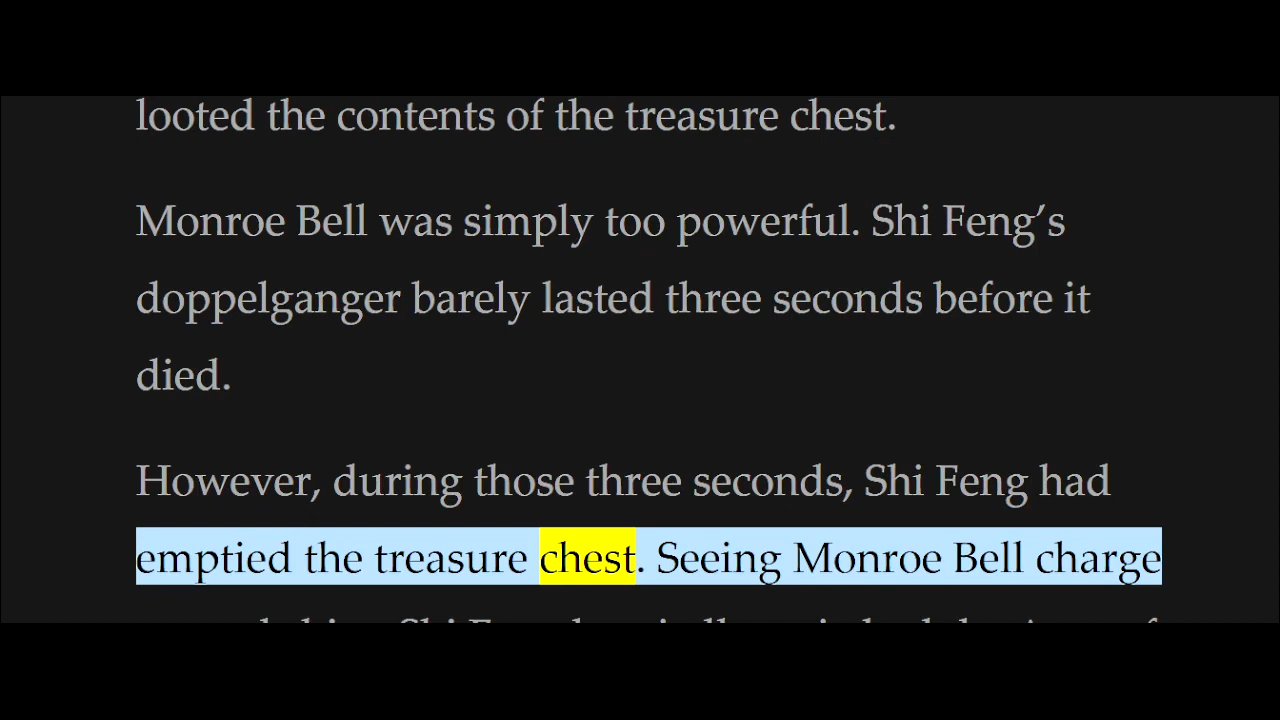 looted the contents of the treasure chest.
Monroe Bell was simply too powerful. Shi Feng’s
doppelganger barely lasted three seconds before it
died.
However, during those three seconds, Shi Feng had
emptied the treasure chest. Seeing Monroe Bell charge